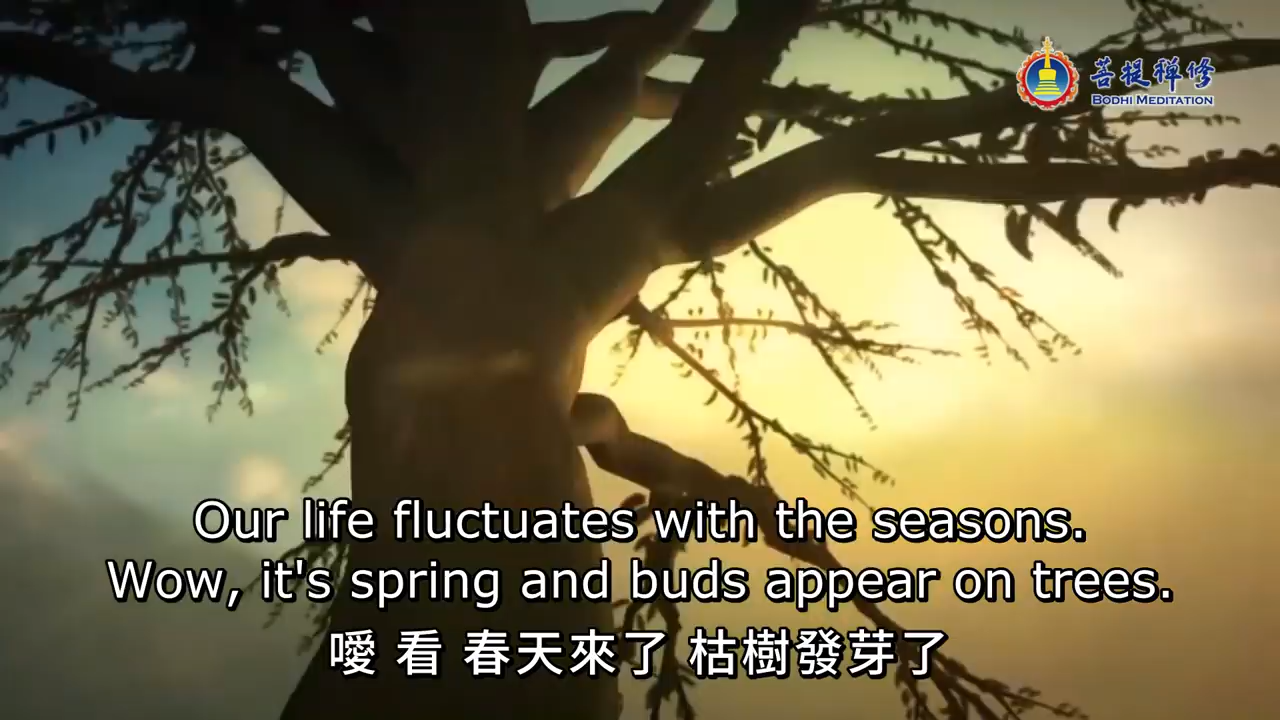 菩提禪修
BODHI MEDITATION
Our life fluctuates with the seasons.
Wow, it's spring and buds appear on trees.
噯 看 春天來了 枯樹發芽了